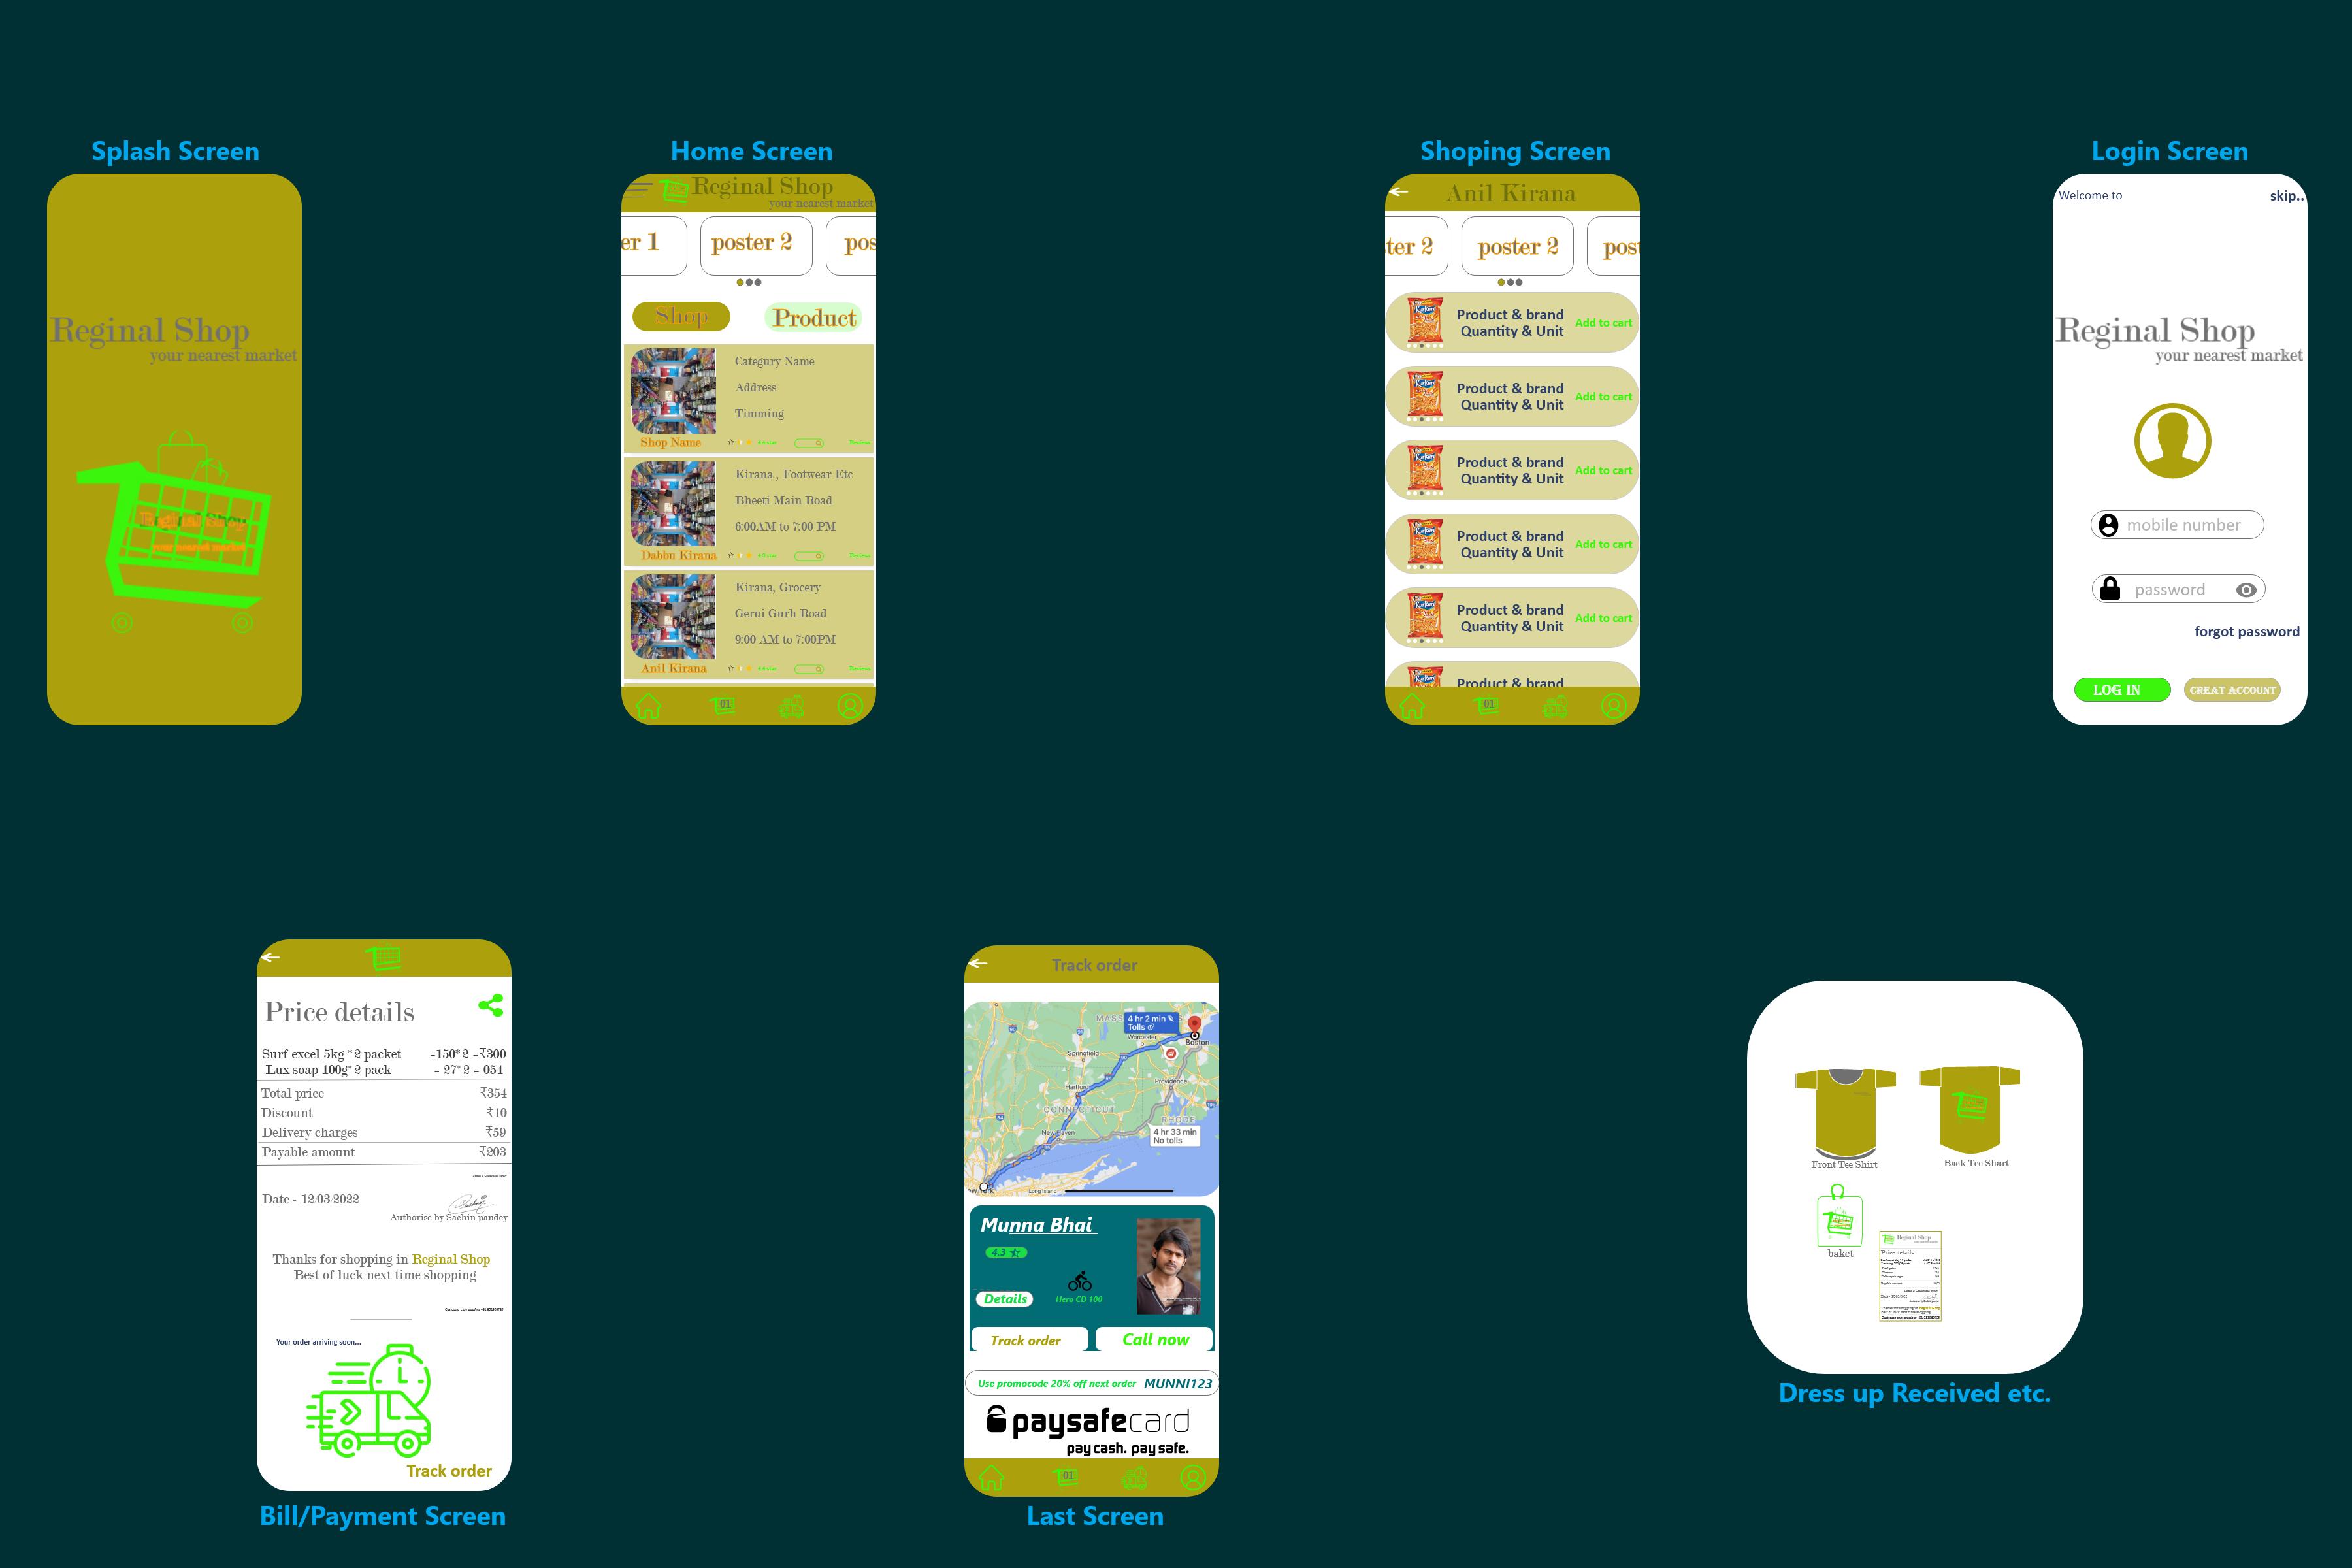 Splash Screen
Reginal Shop
your nearest market
Reginal Shop
your nearest market
Home Screen
Reginal Shop
your nearest market
er 1
poster 2
pos
Shop
Product
Categury Name
Address
Timming
Shop Name
Reviews
Kirana , Footwear Etc
Bheeti Main Road
6:00AM to 7:00 PM
Dabbu Kirana
Reviews
Kirana, Grocery
Gerui Gurh Road
9:00 AM to 7:00PM
Anil Kirana
Reviews
01
Shoping Screen
Anil Kirana
ter 2
poster 2
post
Product & brand
Quantity & Unit
Add to cart
Product & brand
Quantity & Unit
Add to cart
Product & brand
Quantity & Unit
Add to cart
Product & brand
Quantity & Unit
Add to cart
Product & brand
Quantity & Unit
Add to cart
Product & brand
01
Login Screen
Welcome to
skip..
Reginal Shop
your nearest market
mobile number
password
forgot password
LOG IN
CREAT ACCOUNT
Price details
Surf excel 5kg *2 packet -150*2 -₹300
Lux soap 100g*2 pack - 27*2 - 054
Total price ₹354
Discount ₹10
Delivery charges ₹59
Payable amount ₹203
Date - 12/03/2022
Authorise by Sachin pandey
Thanks for shopping in Reginal Shop
Best of luck next time shopping
Your order arriving soon...
Track order
Bill/Payment Screen
Track order
4 hr 2 min
Tolls
Boston
Worcester
Springfield
Hartford
Providence
CONNECTICUT
RHODE
New Haven
4 hr 33 min
No tolls
Long Island
Munna Bhai
4.3
Details
Hero CD 100
Track order
Call now
Use promocode 20% off next order MUNNI123
paysafecard
pay cash. pay safe.
01
Last Screen
Front Tee Shirt
Back Tee Shart
baket
Reginal Shop
Price details
Dress up Received etc.